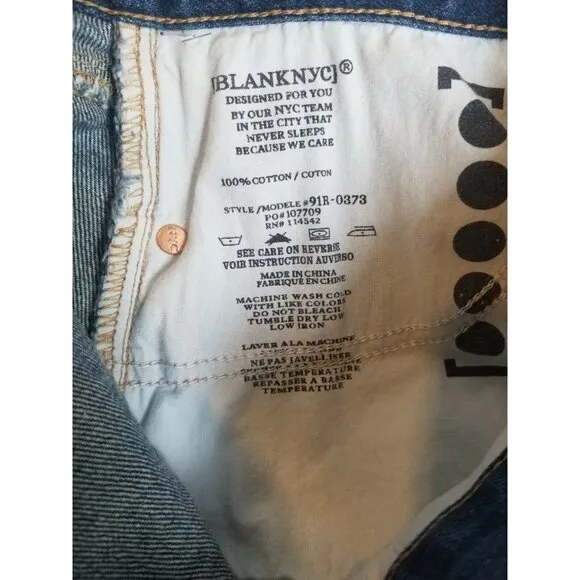 [BLANKNYC]®
DESIGNED FOR YOU
BY OUR NYC TEAM
IN THE CITY THAT
NEVER SLEEPS
BECAUSE WE CARE
100% COTTON / COTON
STYLE / MODELE # 91R-0373
PO# 107709
RN# 114542
SEE CARE ON REVERSE
VOIR INSTRUCTION AUVERSO
MADE IN CHINA
FABRIQUÉ EN CHINE
MACHINE WASH COLD
WITH LIKE COLORS
DO NOT BLEACH
TUMBLE DRY LOW
LOW IRON
LAVER A LA MACHINE
NE PAS JAVELLISER
BASSE TEMPERATURE
REPASSER A BASSE
TEMPERATURE